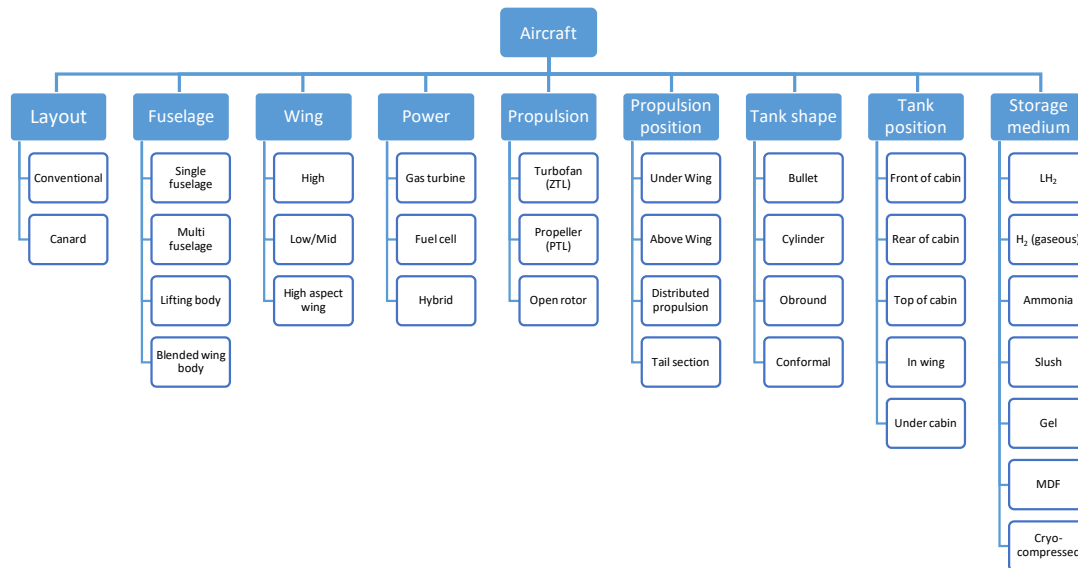 Aircraft
Layout
Conventional
Canard
Fuselage
Single
fuselage
Multi
fuselage
Lifting body
Blended wing
body
Wing
High
Low/Mid
High aspect
wing
Power
Gas turbine
Fuel cell
Hybrid
Propulsion
Turbofan
(ZTL)
Propeller
(PTL)
Open rotor
Propulsion
position
Under Wing
Above Wing
Distributed
propulsion
Tail section
Tank shape
Bullet
Cylinder
Obround
Conformal
Tank
position
Front of cabin
Rear of cabin
Top of cabin
In wing
Under cabin
Storage
medium
LH₂
H₂ (gaseous)
Ammonia
Slush
Gel
MDF
Cryo-
compressed